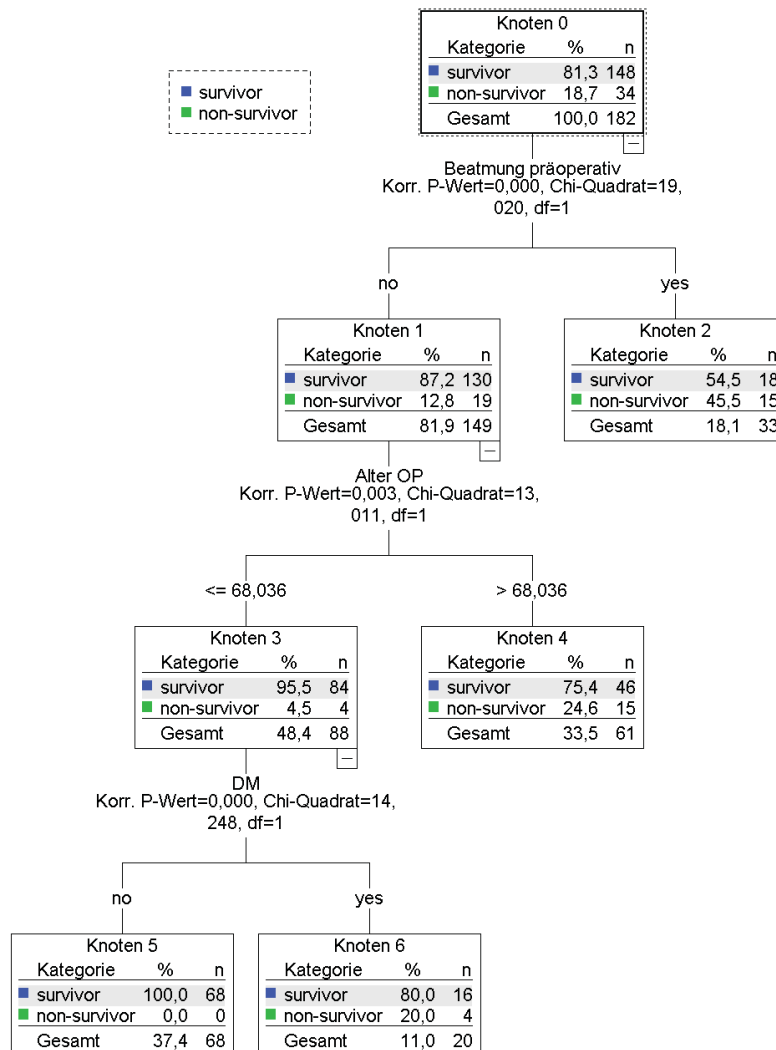 survivor
non-survivor
Knoten 0
Kategorie % n
survivor 81,3 148
non-survivor 18,7 34
Gesamt 100,0 182
Beatmung präoperativ
Korr. P-Wert=0,000, Chi-Quadrat=19,
020, df=1
no
yes
Knoten 1
Kategorie % n
survivor 87,2 130
non-survivor 12,8 19
Gesamt 81,9 149
Knoten 2
Kategorie % n
survivor 54,5 18
non-survivor 45,5 15
Gesamt 18,1 33
Alter OP
Korr. P-Wert=0,003, Chi-Quadrat=13,
011, df=1
<= 68,036
> 68,036
Knoten 3
Kategorie % n
survivor 95,5 84
non-survivor 4,5 4
Gesamt 48,4 88
Knoten 4
Kategorie % n
survivor 75,4 46
non-survivor 24,6 15
Gesamt 33,5 61
DM
Korr. P-Wert=0,000, Chi-Quadrat=14,
248, df=1
no
yes
Knoten 5
Kategorie % n
survivor 100,0 68
non-survivor 0,0 0
Gesamt 37,4 68
Knoten 6
Kategorie % n
survivor 80,0 16
non-survivor 20,0 4
Gesamt 11,0 20